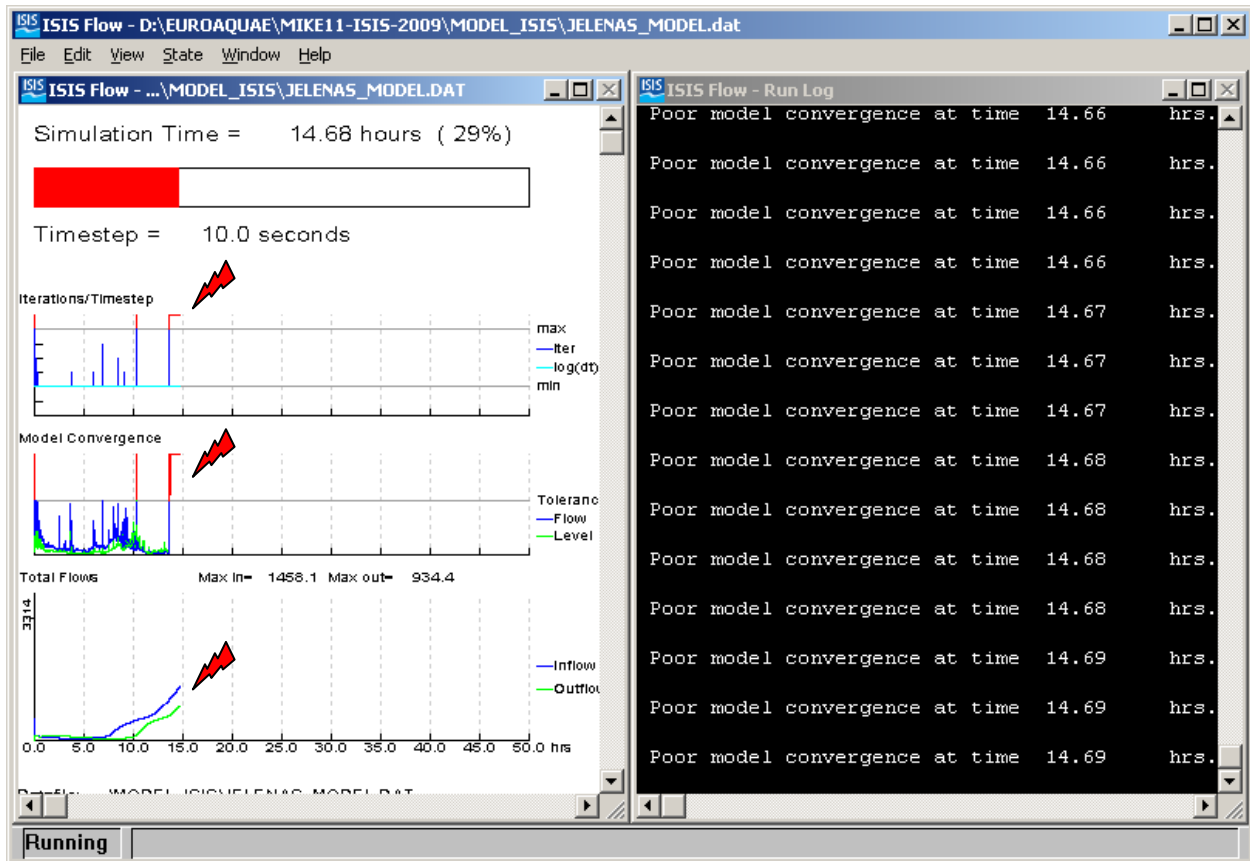 ISIS Flow - D:\EUROAQUAE\MIKE11-ISIS-2009\MODEL_ISIS\JELENAS_MODEL.dat
File Edit View State Window Help
ISIS Flow - ...\MODEL_ISIS\JELENAS_MODEL.DAT
Simulation Time = 14.68 hours ( 29%)
Timestep = 10.0 seconds
Iterations/Timestep
max
Iter
log(dt)
min
Model Convergence
Toleranc
Flow
Level
Total Flows Max in= 1458.1 Max out= 934.4
3314
Inflow
Outflou
0.0 5.0 10.0 15.0 20.0 25.0 30.0 35.0 40.0 45.0 50.0 hrs
Datafile: \MODEL_ISIS\JELENAS_MODEL.DAT
ISIS Flow - Run Log
Poor model convergence at time 14.66 hrs.
Poor model convergence at time 14.66 hrs.
Poor model convergence at time 14.66 hrs.
Poor model convergence at time 14.66 hrs.
Poor model convergence at time 14.67 hrs.
Poor model convergence at time 14.67 hrs.
Poor model convergence at time 14.67 hrs.
Poor model convergence at time 14.68 hrs.
Poor model convergence at time 14.68 hrs.
Poor model convergence at time 14.68 hrs.
Poor model convergence at time 14.68 hrs.
Poor model convergence at time 14.69 hrs.
Poor model convergence at time 14.69 hrs.
Poor model convergence at time 14.69 hrs.
Running